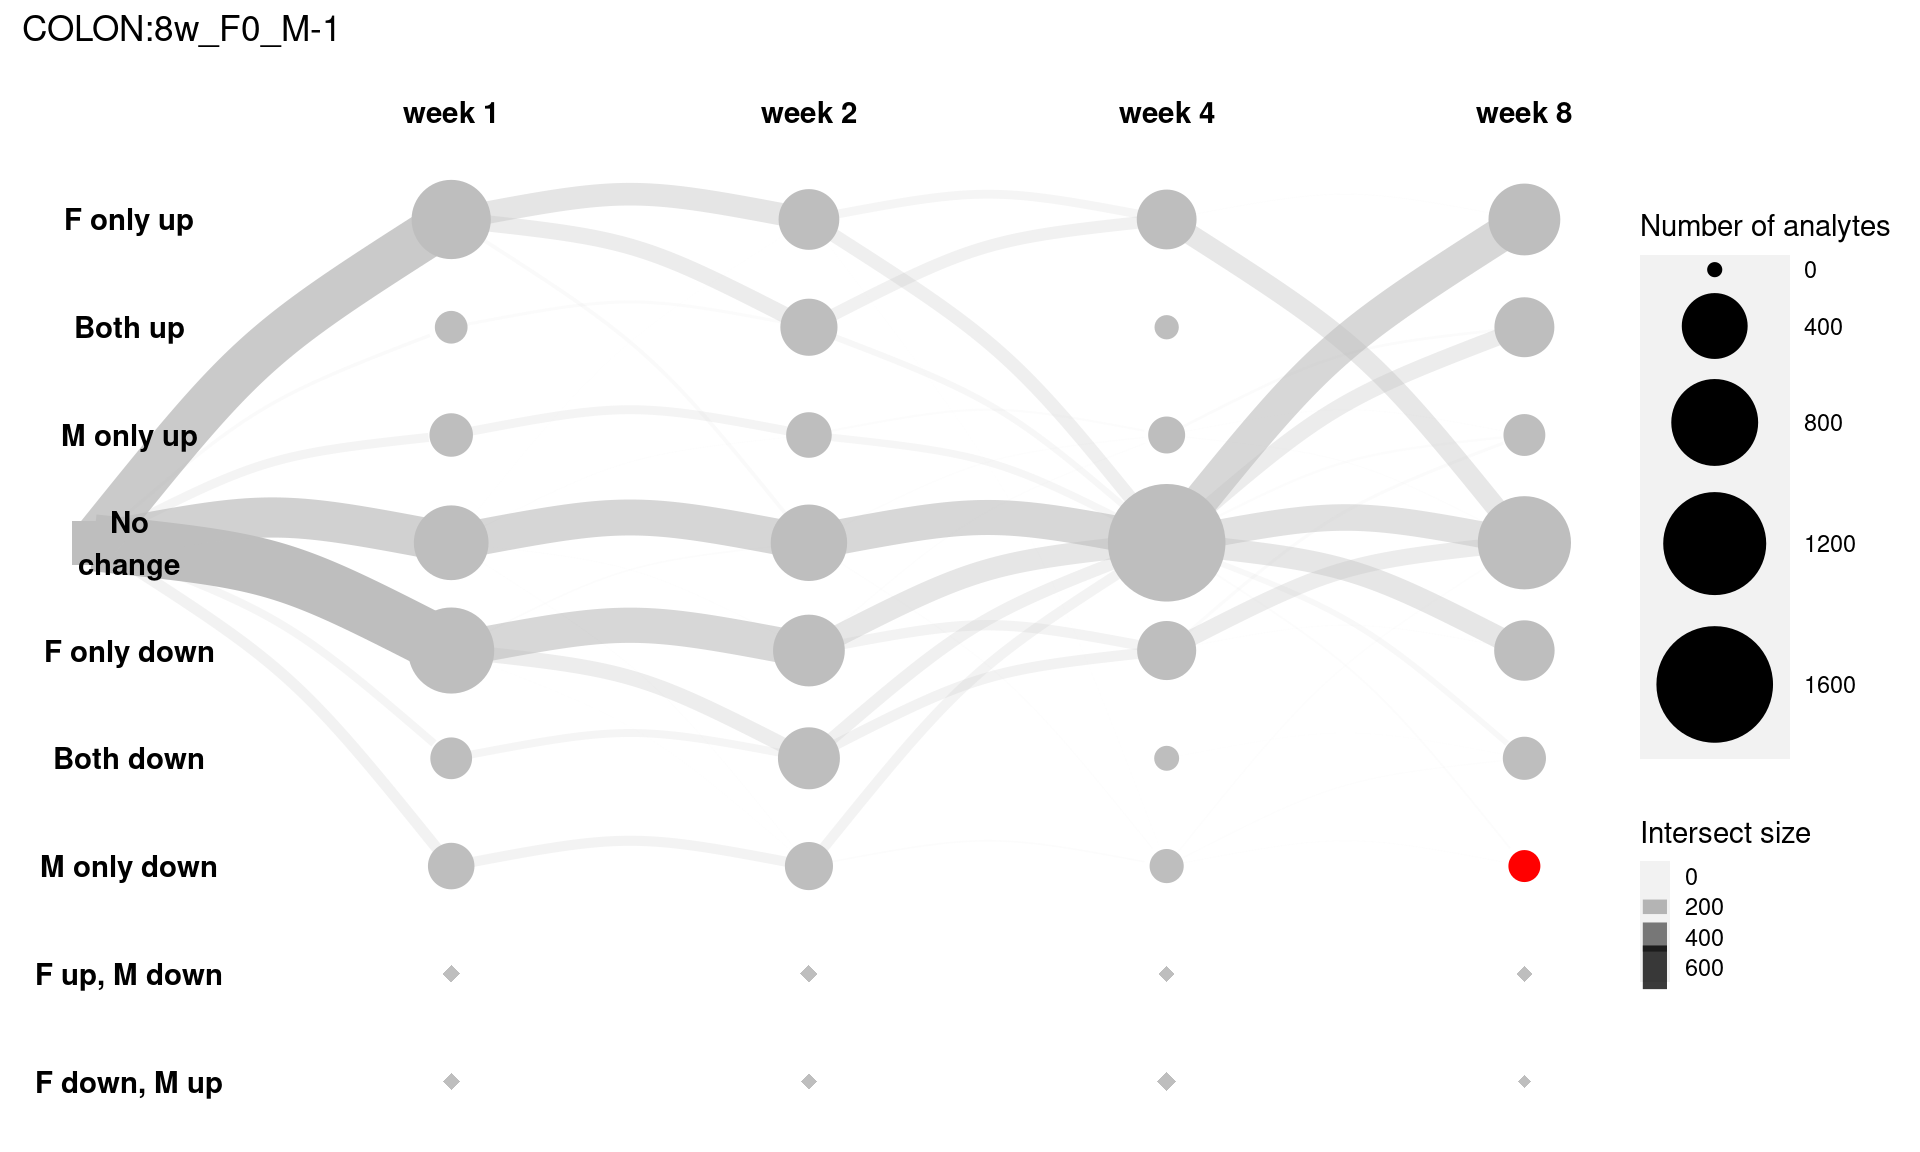 COLON:8w_F0_M-1
week 1
week 2
week 4
week 8
F only up
Both up
M only up
No
change
F only down
Both down
M only down
F up, M down
F down, M up
Number of analytes
0
400
800
1200
1600
Intersect size
0
200
400
600